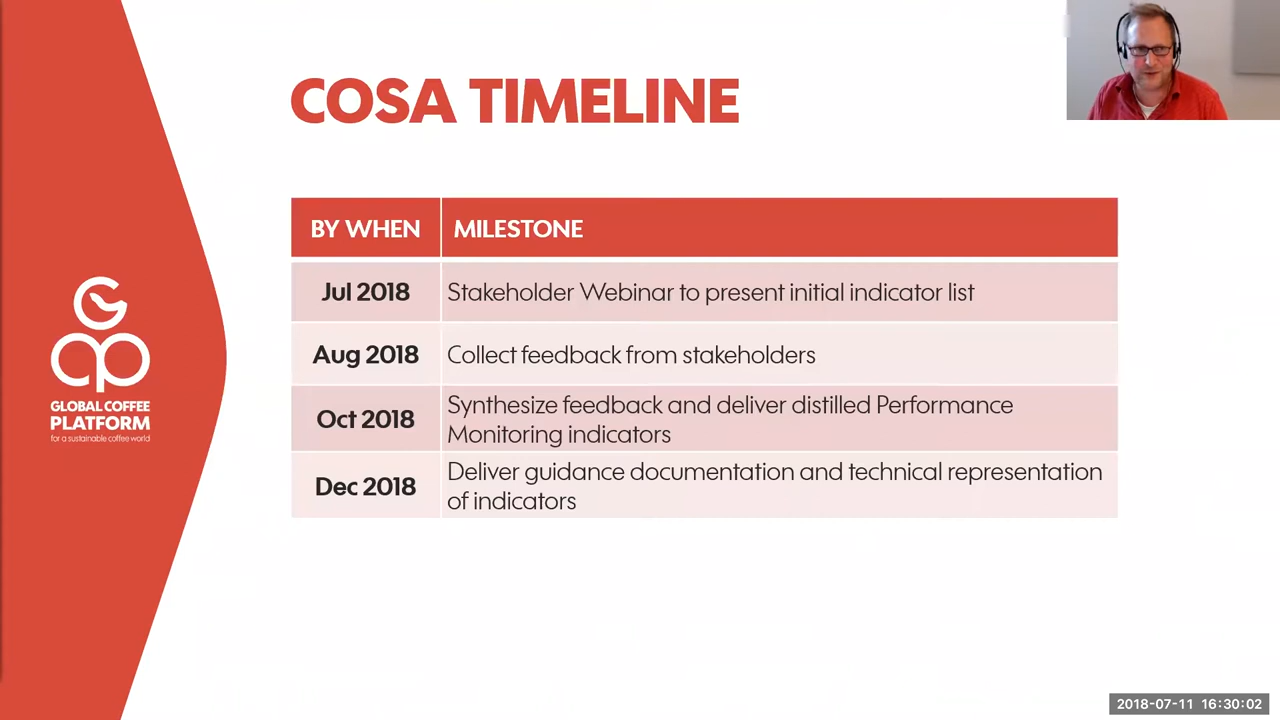 COSA TIMELINE
BY WHEN MILESTONE
Jul 2018 Stakeholder Webinar to present initial indicator list
Aug 2018 Collect feedback from stakeholders
Oct 2018 Synthesize feedback and deliver distilled Performance
Monitoring indicators
Dec 2018 Deliver guidance documentation and technical representation
of indicators
Gcp
GLOBAL COFFEE
PLATFORM
for a sustainable coffee world
2018-07-11 16:30:02